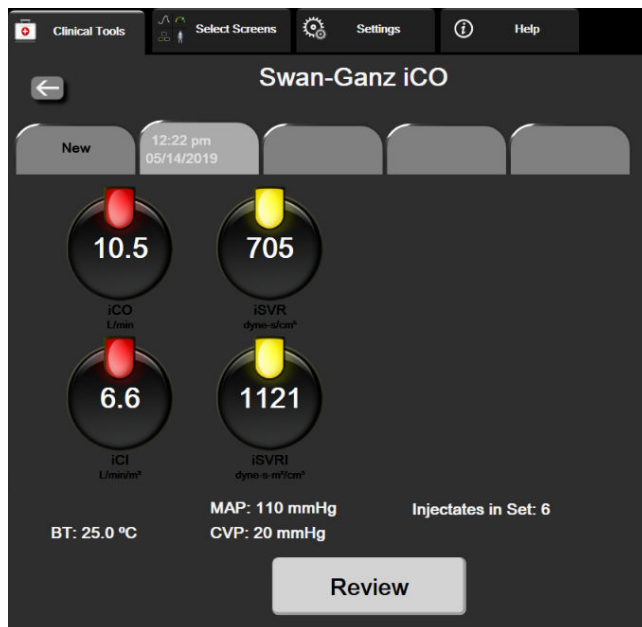 Clinical Tools
Select Screens
Settings
Help
Swan-Ganz iCO
New
12:22 pm
05/14/2019
10.5
iCO
L/min
705
iSVR
dyne-s/cm⁵
6.6
iCI
L/min/m²
1121
iSVRI
dyne-s-m²/cm⁵
BT: 25.0 ºC
MAP: 110 mmHg
CVP: 20 mmHg
Injectates in Set: 6
Review